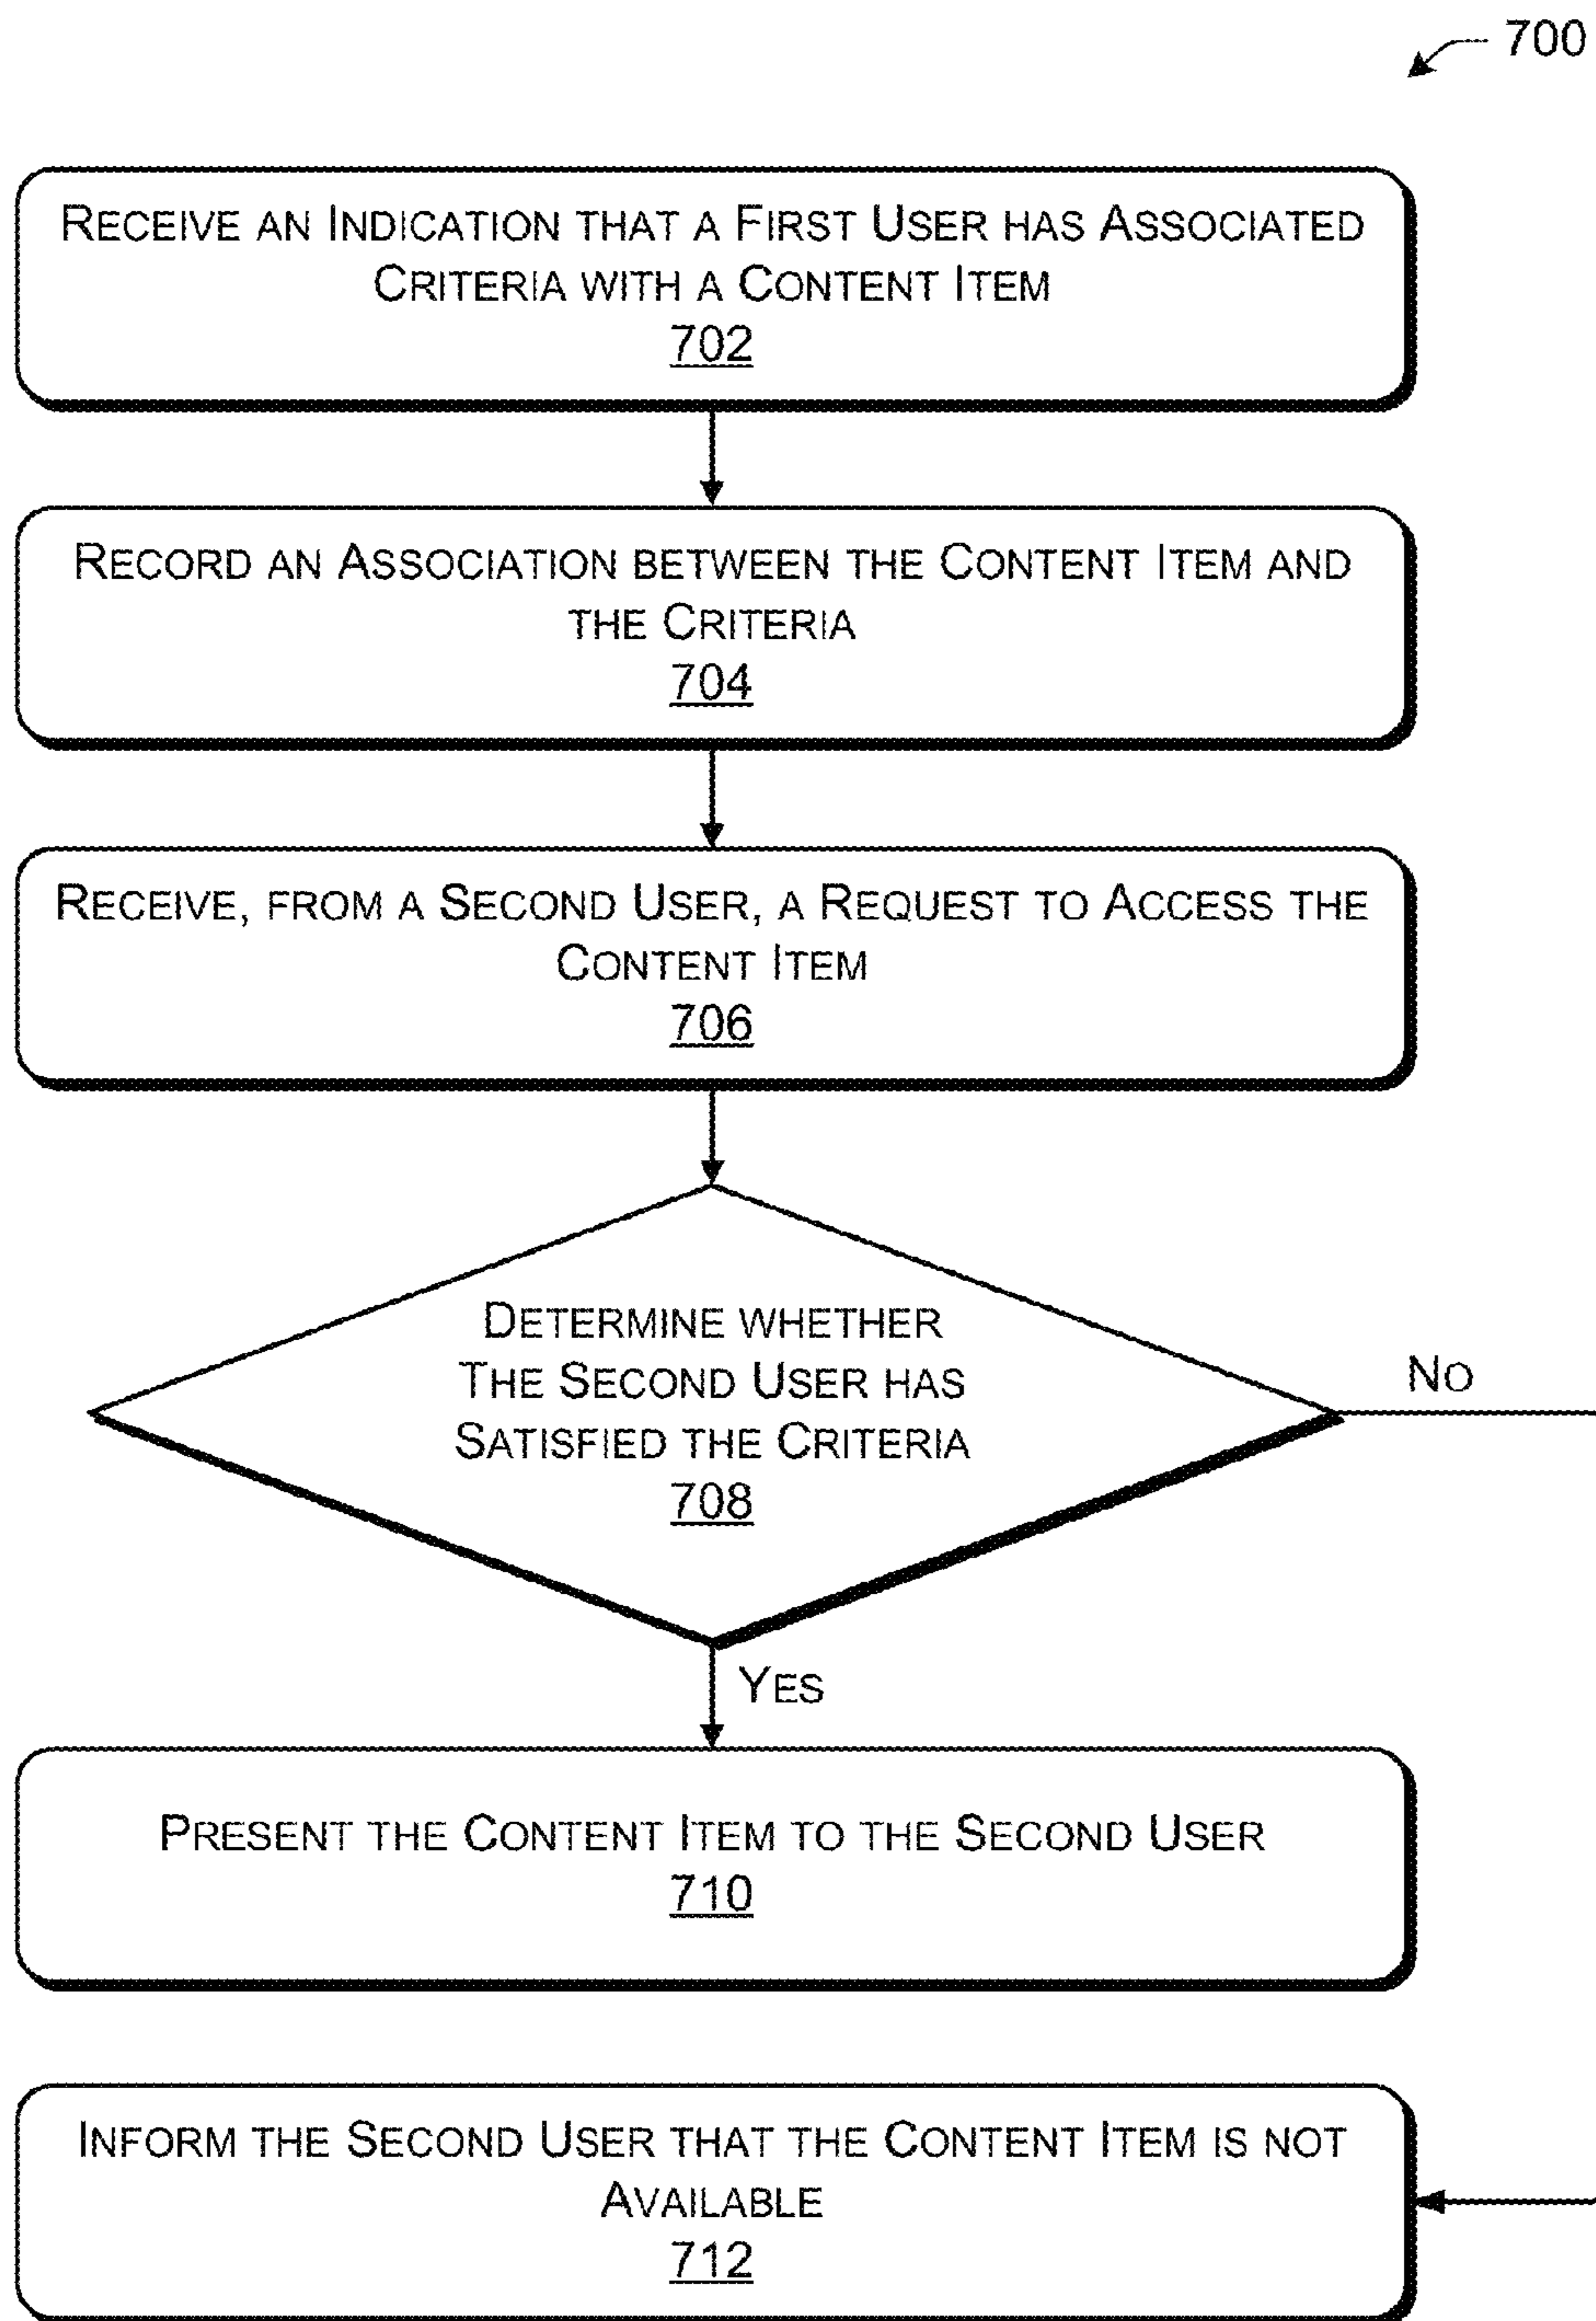 700
RECEIVE AN INDICATION THAT A FIRST USER HAS ASSOCIATED
CRITERIA WITH A CONTENT ITEM
702
RECORD AN ASSOCIATION BETWEEN THE CONTENT ITEM AND
THE CRITERIA
704
RECEIVE, FROM A SECOND USER, A REQUEST TO ACCESS THE
CONTENT ITEM
706
DETERMINE WHETHER
THE SECOND USER HAS
SATISFIED THE CRITERIA
708
NO
YES
PRESENT THE CONTENT ITEM TO THE SECOND USER
710
INFORM THE SECOND USER THAT THE CONTENT ITEM IS NOT
AVAILABLE
712